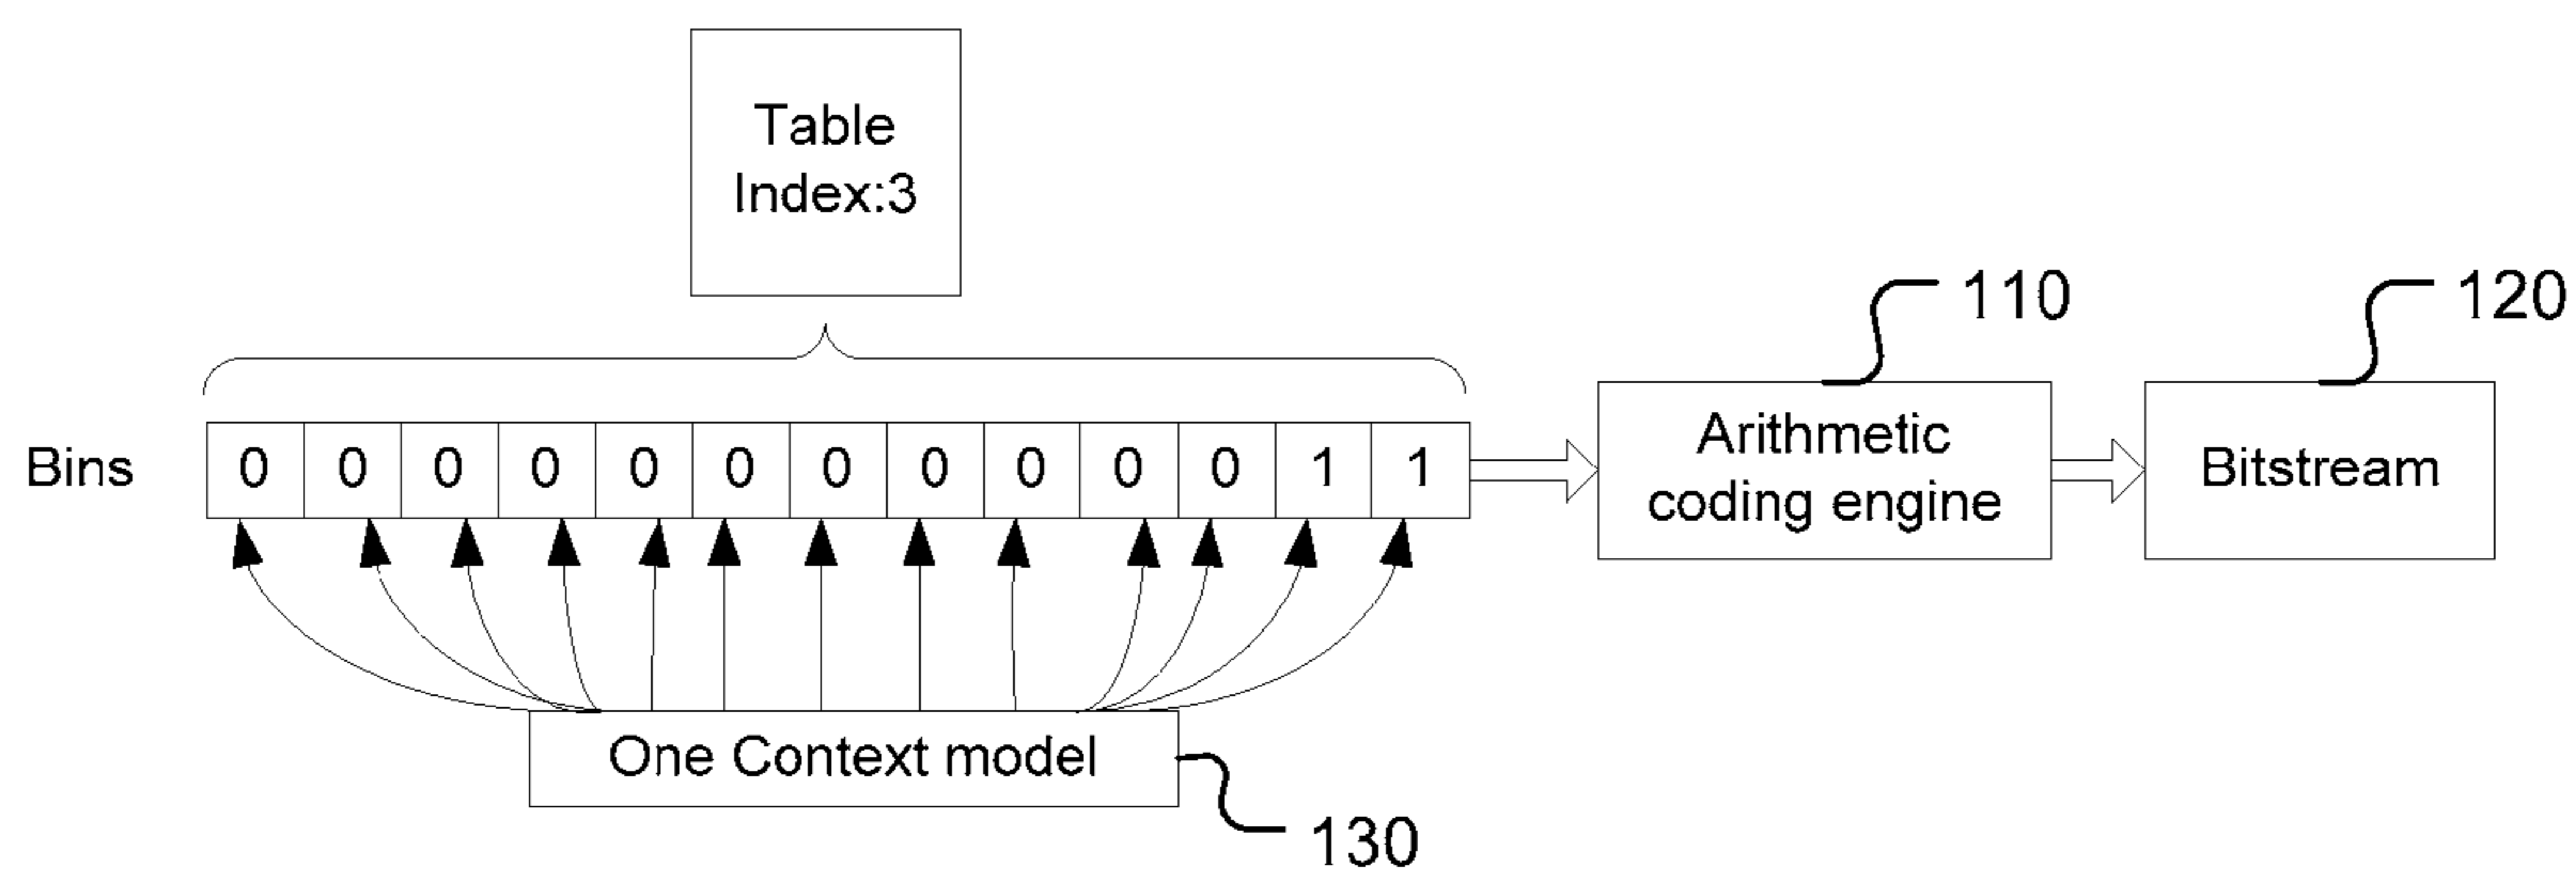 Table
Index:3
110
120
Bins 0 0 0 0 0 0 0 0 0 0 0 1 1
Arithmetic
coding engine
Bitstream
One Context model
130